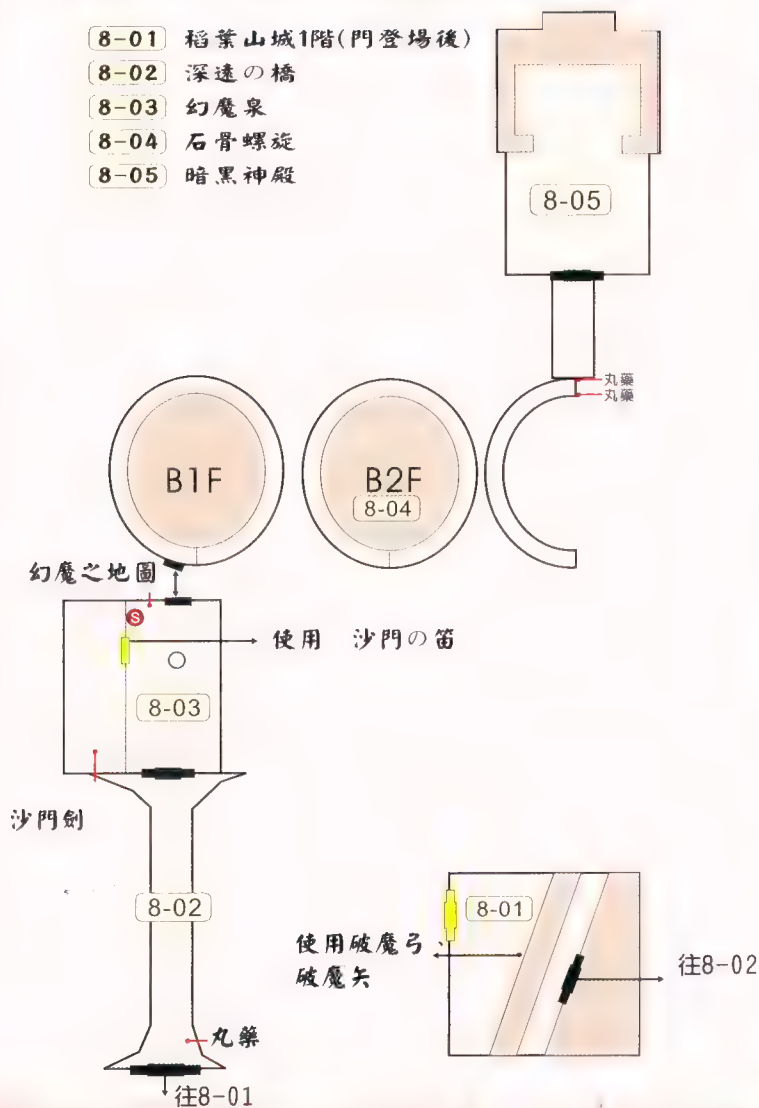 8-01 稻葉山城1階(門登場後)
8-02 深遠の橋
8-03 幻魔泉
8-04 石骨螺旋
8-05 暗黒神殿
8-05
丸藥
丸藥
B1F
B2F
8-04
幻魔之地圖
S
使用 沙門の笛
8-03
沙門劍
8-02
8-01
使用破魔弓、
破魔矢
往8-02
丸藥
往8-01